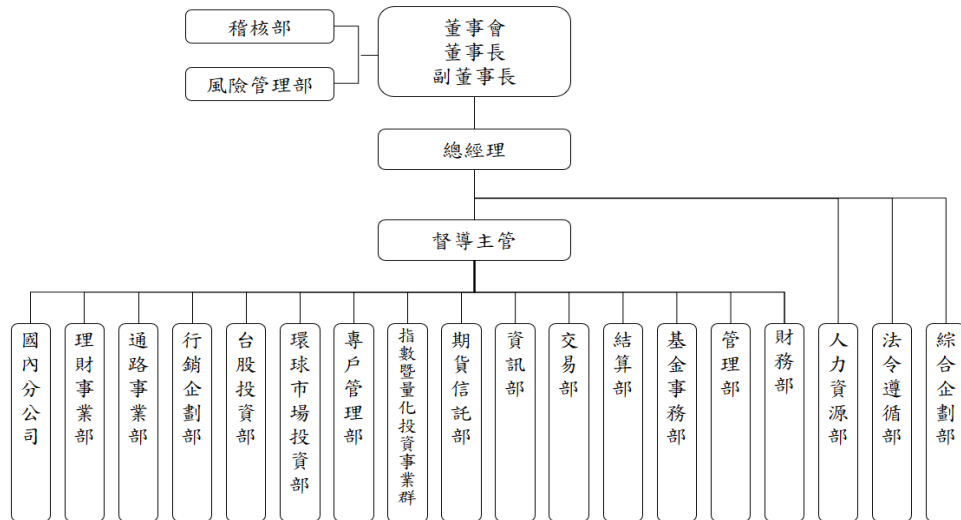 稽核部
董事會
董事長
副董事長
風險管理部
總經理
督導主管
國內分公司
理財事業部
通路事業部
行銷企劃部
台股投資部
環球市場投資部
專戶管理部
指數暨量化投資事業群
期貨信託部
資訊部
交易部
結算部
基金事務部
管理部
財務部
人力資源部
法令遵循部
綜合企劃部